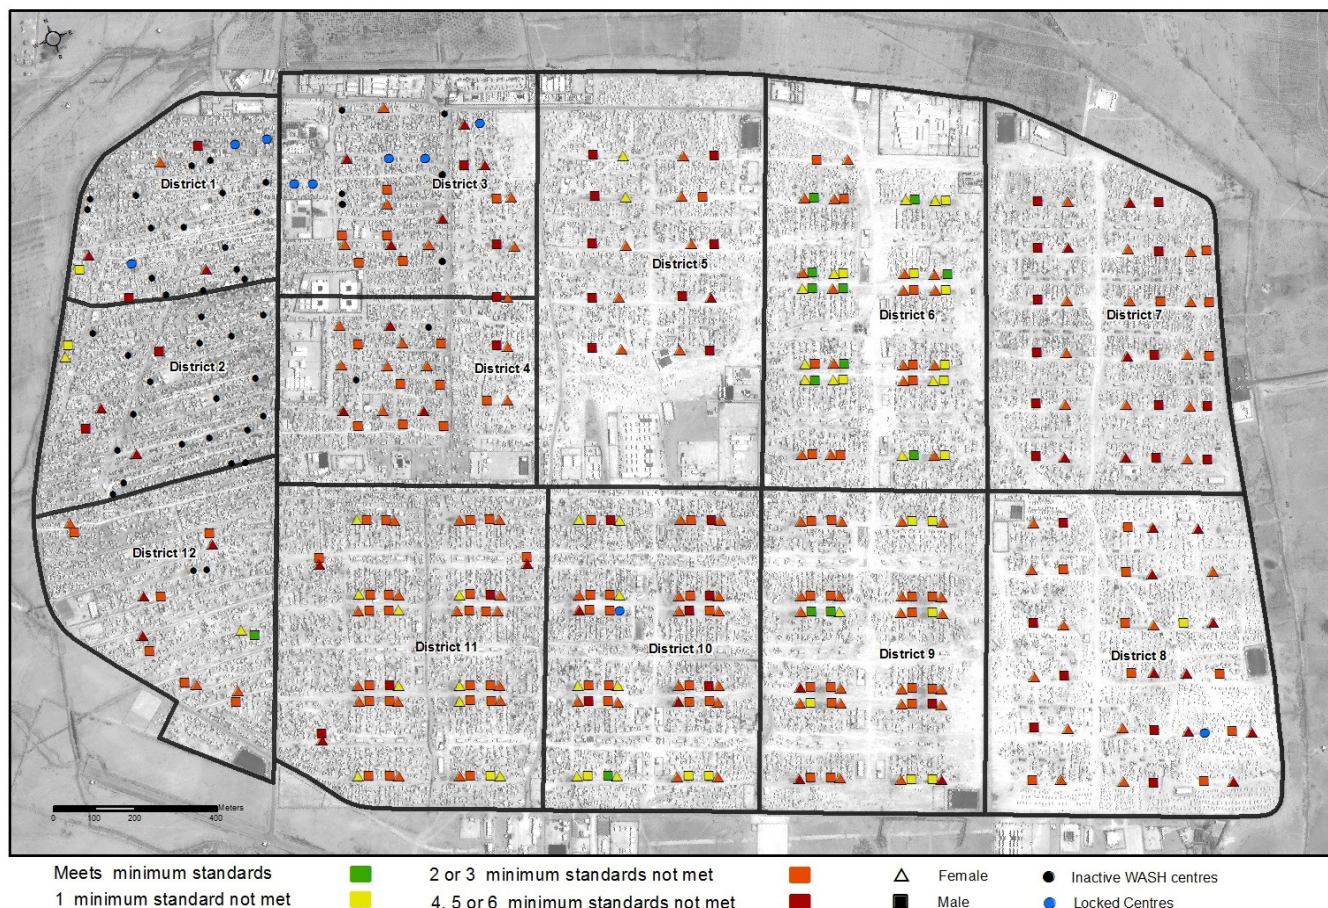 District 1
District 3
District 5
District 6
District 7
District 2
District 4
District 12
District 11
District 10
District 9
District 8
Meters
0 100 200 400
Meets minimum standards
2 or 3 minimum standards not met
Female
Inactive WASH centres
1 minimum standard not met
4, 5 or 6 minimum standards not met
Male
Locked Centres